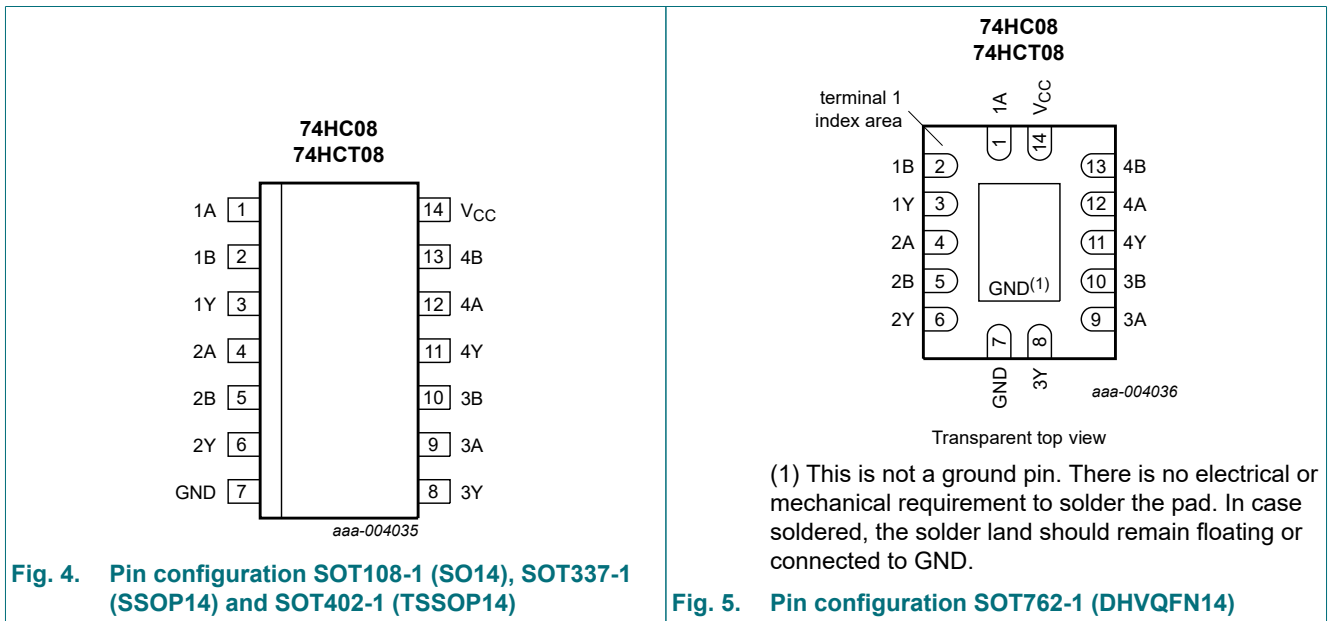 74HC08
74HCT08
1A 1
14 VCC
1B 2
13 4B
1Y 3
12 4A
2A 4
11 4Y
2B 5
10 3B
2Y 6
9 3A
GND 7
8 3Y
aaa-004035
Fig. 4. Pin configuration SOT108-1 (SO14), SOT337-1
(SSOP14) and SOT402-1 (TSSOP14)
74HC08
74HCT08
terminal 1
index area
1A
VCC
1
14
1B 2
13 4B
1Y 3
12 4A
2A 4
11 4Y
2B 5
10 3B
GND(1)
2Y 6
9 3A
7
8
GND
3Y
aaa-004036
Transparent top view
(1) This is not a ground pin. There is no electrical or
mechanical requirement to solder the pad. In case
soldered, the solder land should remain floating or
connected to GND.
Fig. 5. Pin configuration SOT762-1 (DHVQFN14)